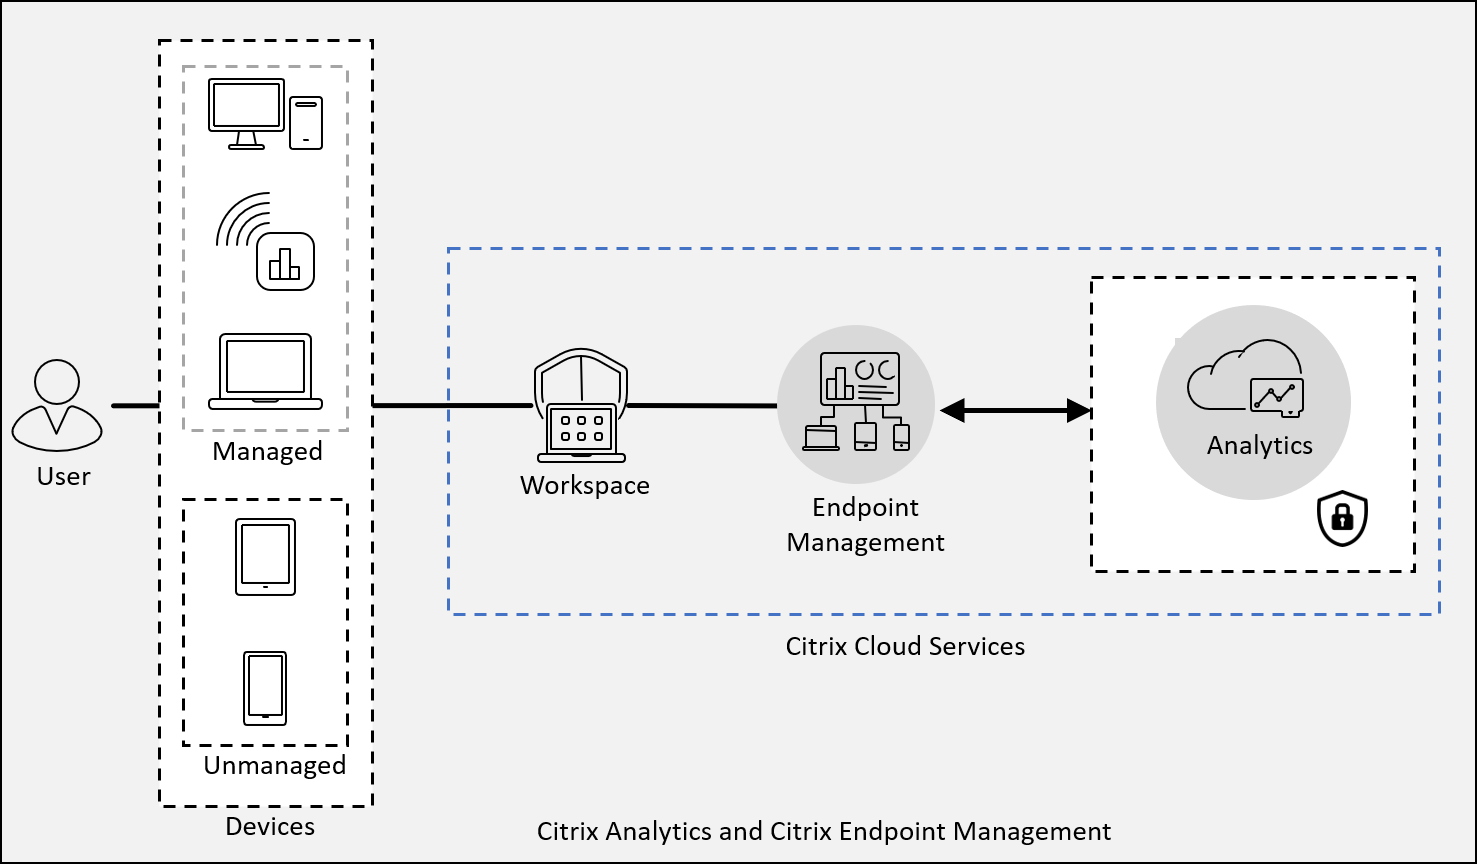 User
Managed
Unmanaged
Devices
Workspace
Endpoint
Management
Analytics
Citrix Cloud Services
Citrix Analytics and Citrix Endpoint Management